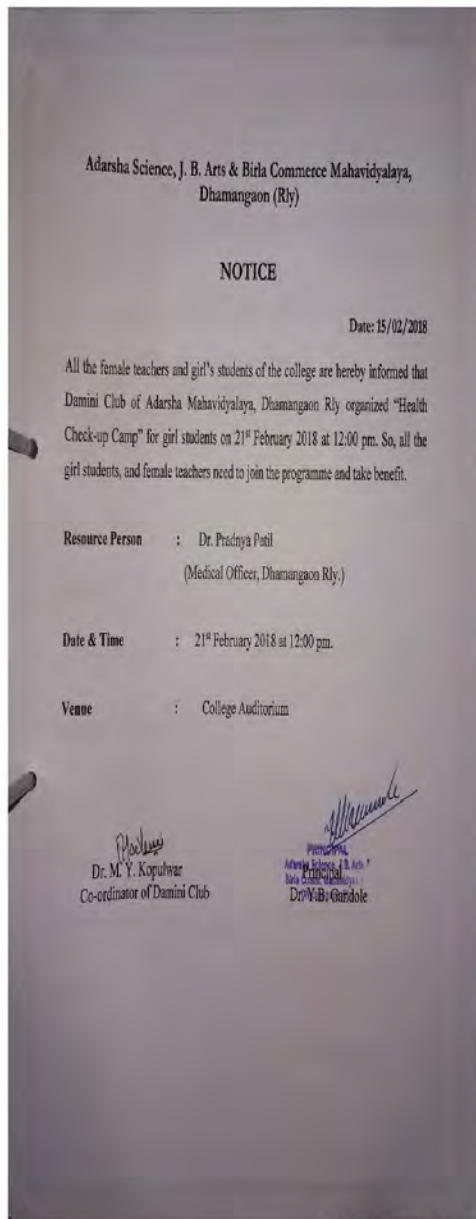 Adarsha Science, J. B. Arts & Birla Commerce Mahavidyalaya,
Dhamangaon (Rly)
NOTICE
Date: 15/02/2018
All the female teachers and girl's students of the college are hereby informed that
Damini Club of Adarsha Mahavidyalaya, Dhamangaon Rly organized "Health
Check-up Camp" for girl students on 21st February 2018 at 12:00 pm. So, all the
girl students, and female teachers need to join the programme and take benefit.
Resource Person : Dr. Pradnya Patil
(Medical Officer, Dhamangaon Rly.)
Date & Time : 21st February 2018 at 12:00 pm.
Venue : College Auditorium
Dr. M. Y. Kopulwar
Co-ordinator of Damini Club
PRINCIPAL
Adarsha Science, J.B. Arts
Principal
Dr. Y.B. Gandole